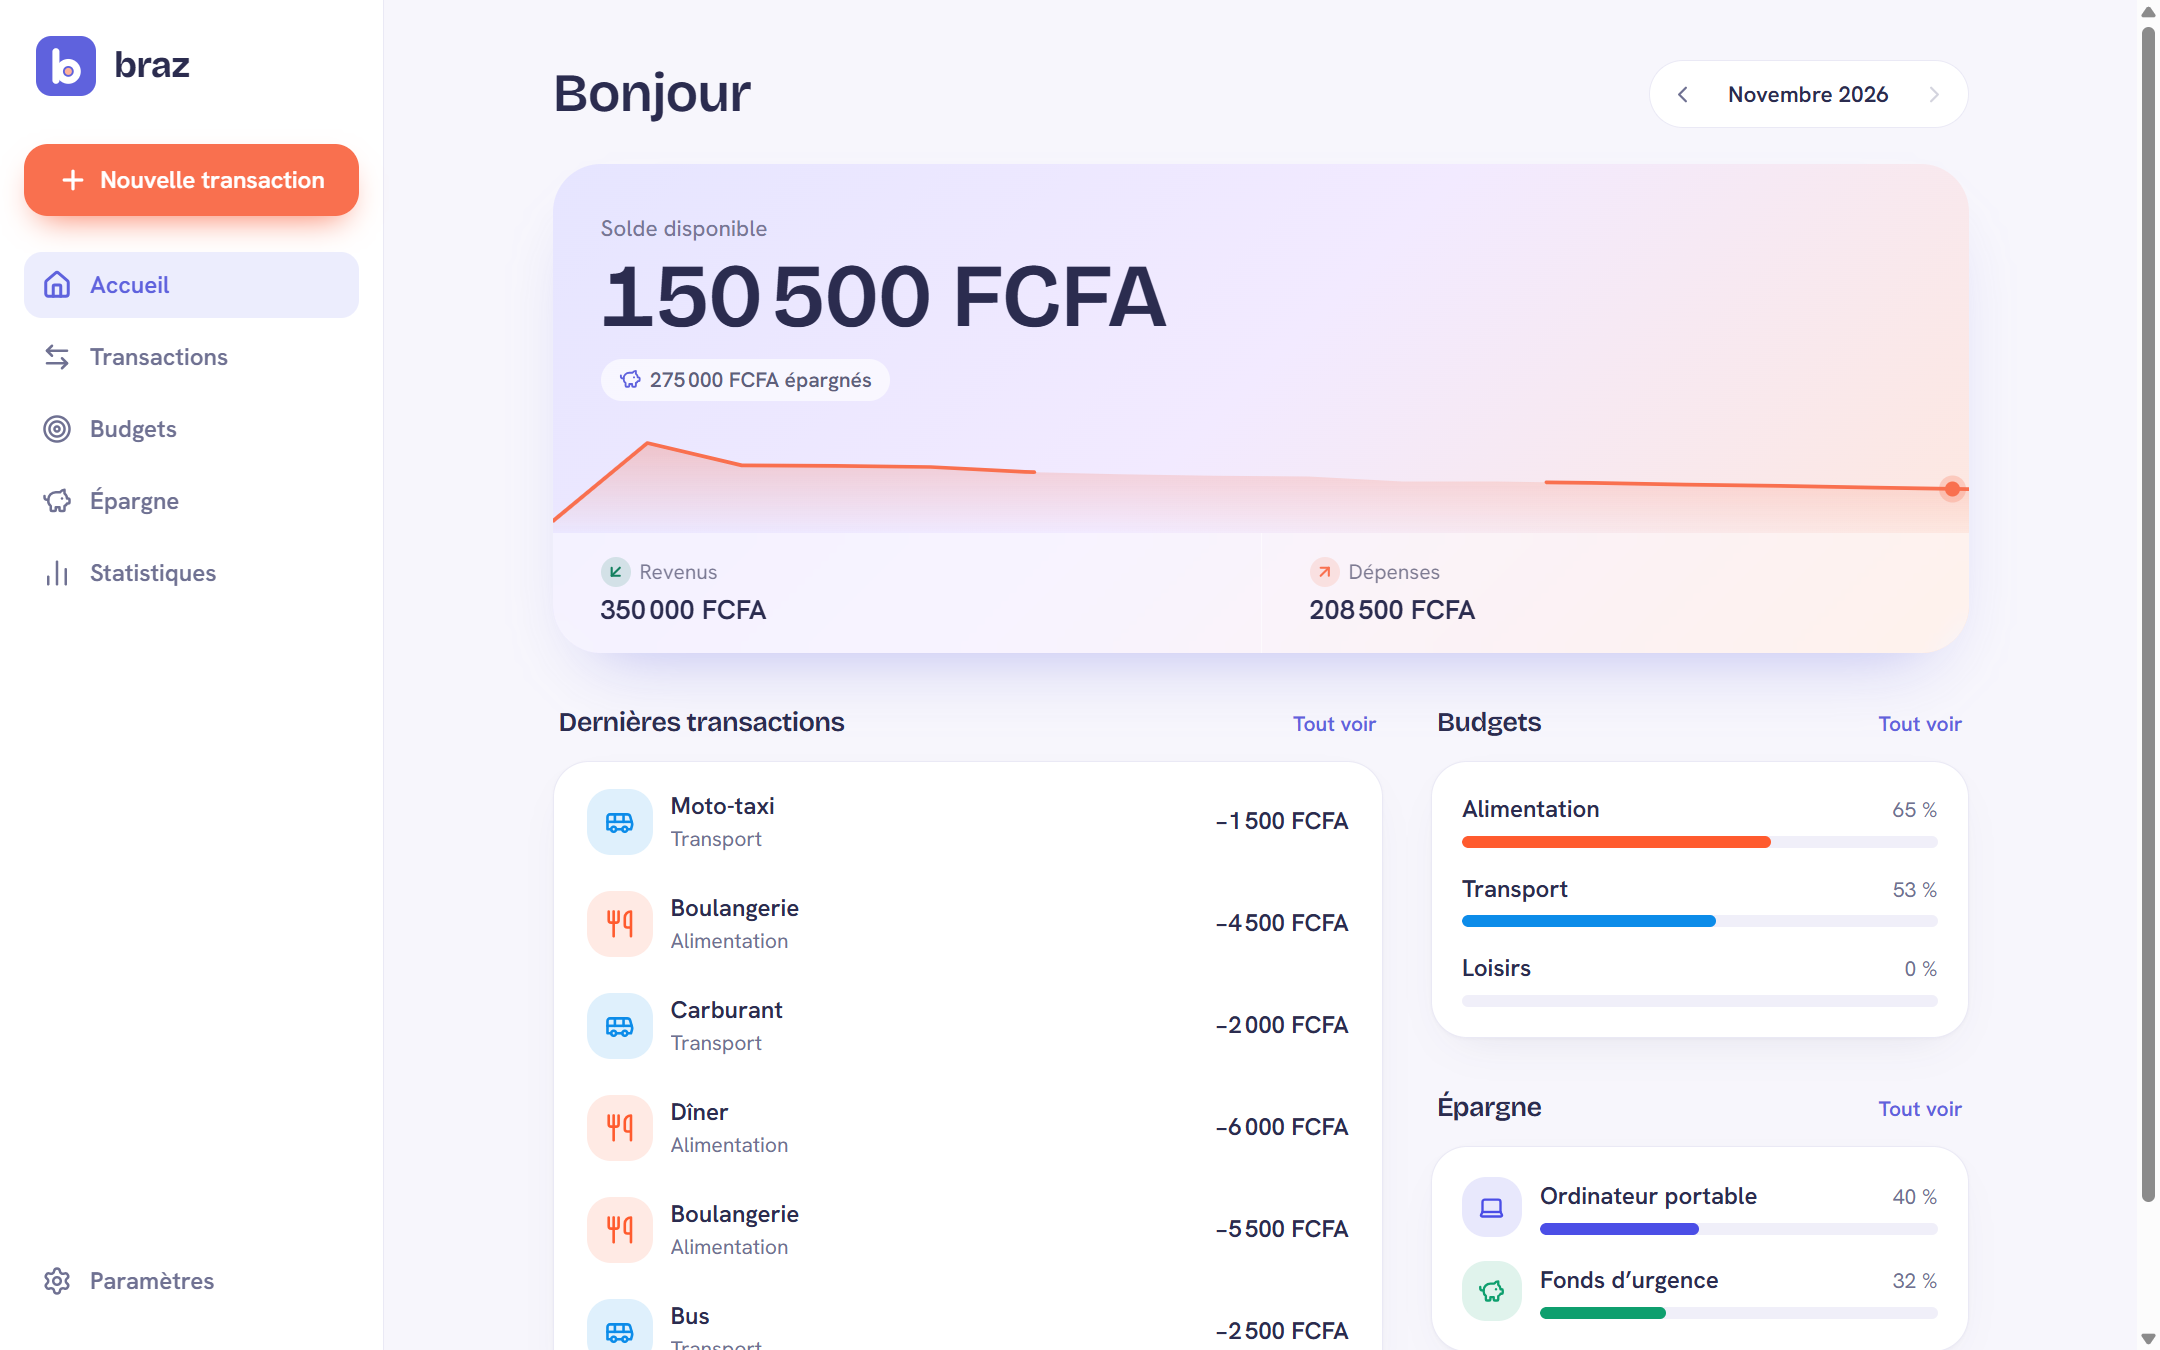 braz
Nouvelle transaction
Accueil
Transactions
Budgets
Épargne
Statistiques
Paramètres
Bonjour
Novembre 2026
Solde disponible
150 500 FCFA
275 000 FCFA épargnés
Revenus
350 000 FCFA
Dépenses
208 500 FCFA
Dernières transactions
Tout voir
Moto-taxi
Transport
−1 500 FCFA
Boulangerie
Alimentation
−4 500 FCFA
Carburant
Transport
−2 000 FCFA
Dîner
Alimentation
−6 000 FCFA
Boulangerie
Alimentation
−5 500 FCFA
Bus
Transport
−2 500 FCFA
Budgets
Tout voir
Alimentation
65 %
Transport
53 %
Loisirs
0 %
Épargne
Tout voir
Ordinateur portable
40 %
Fonds d’urgence
32 %